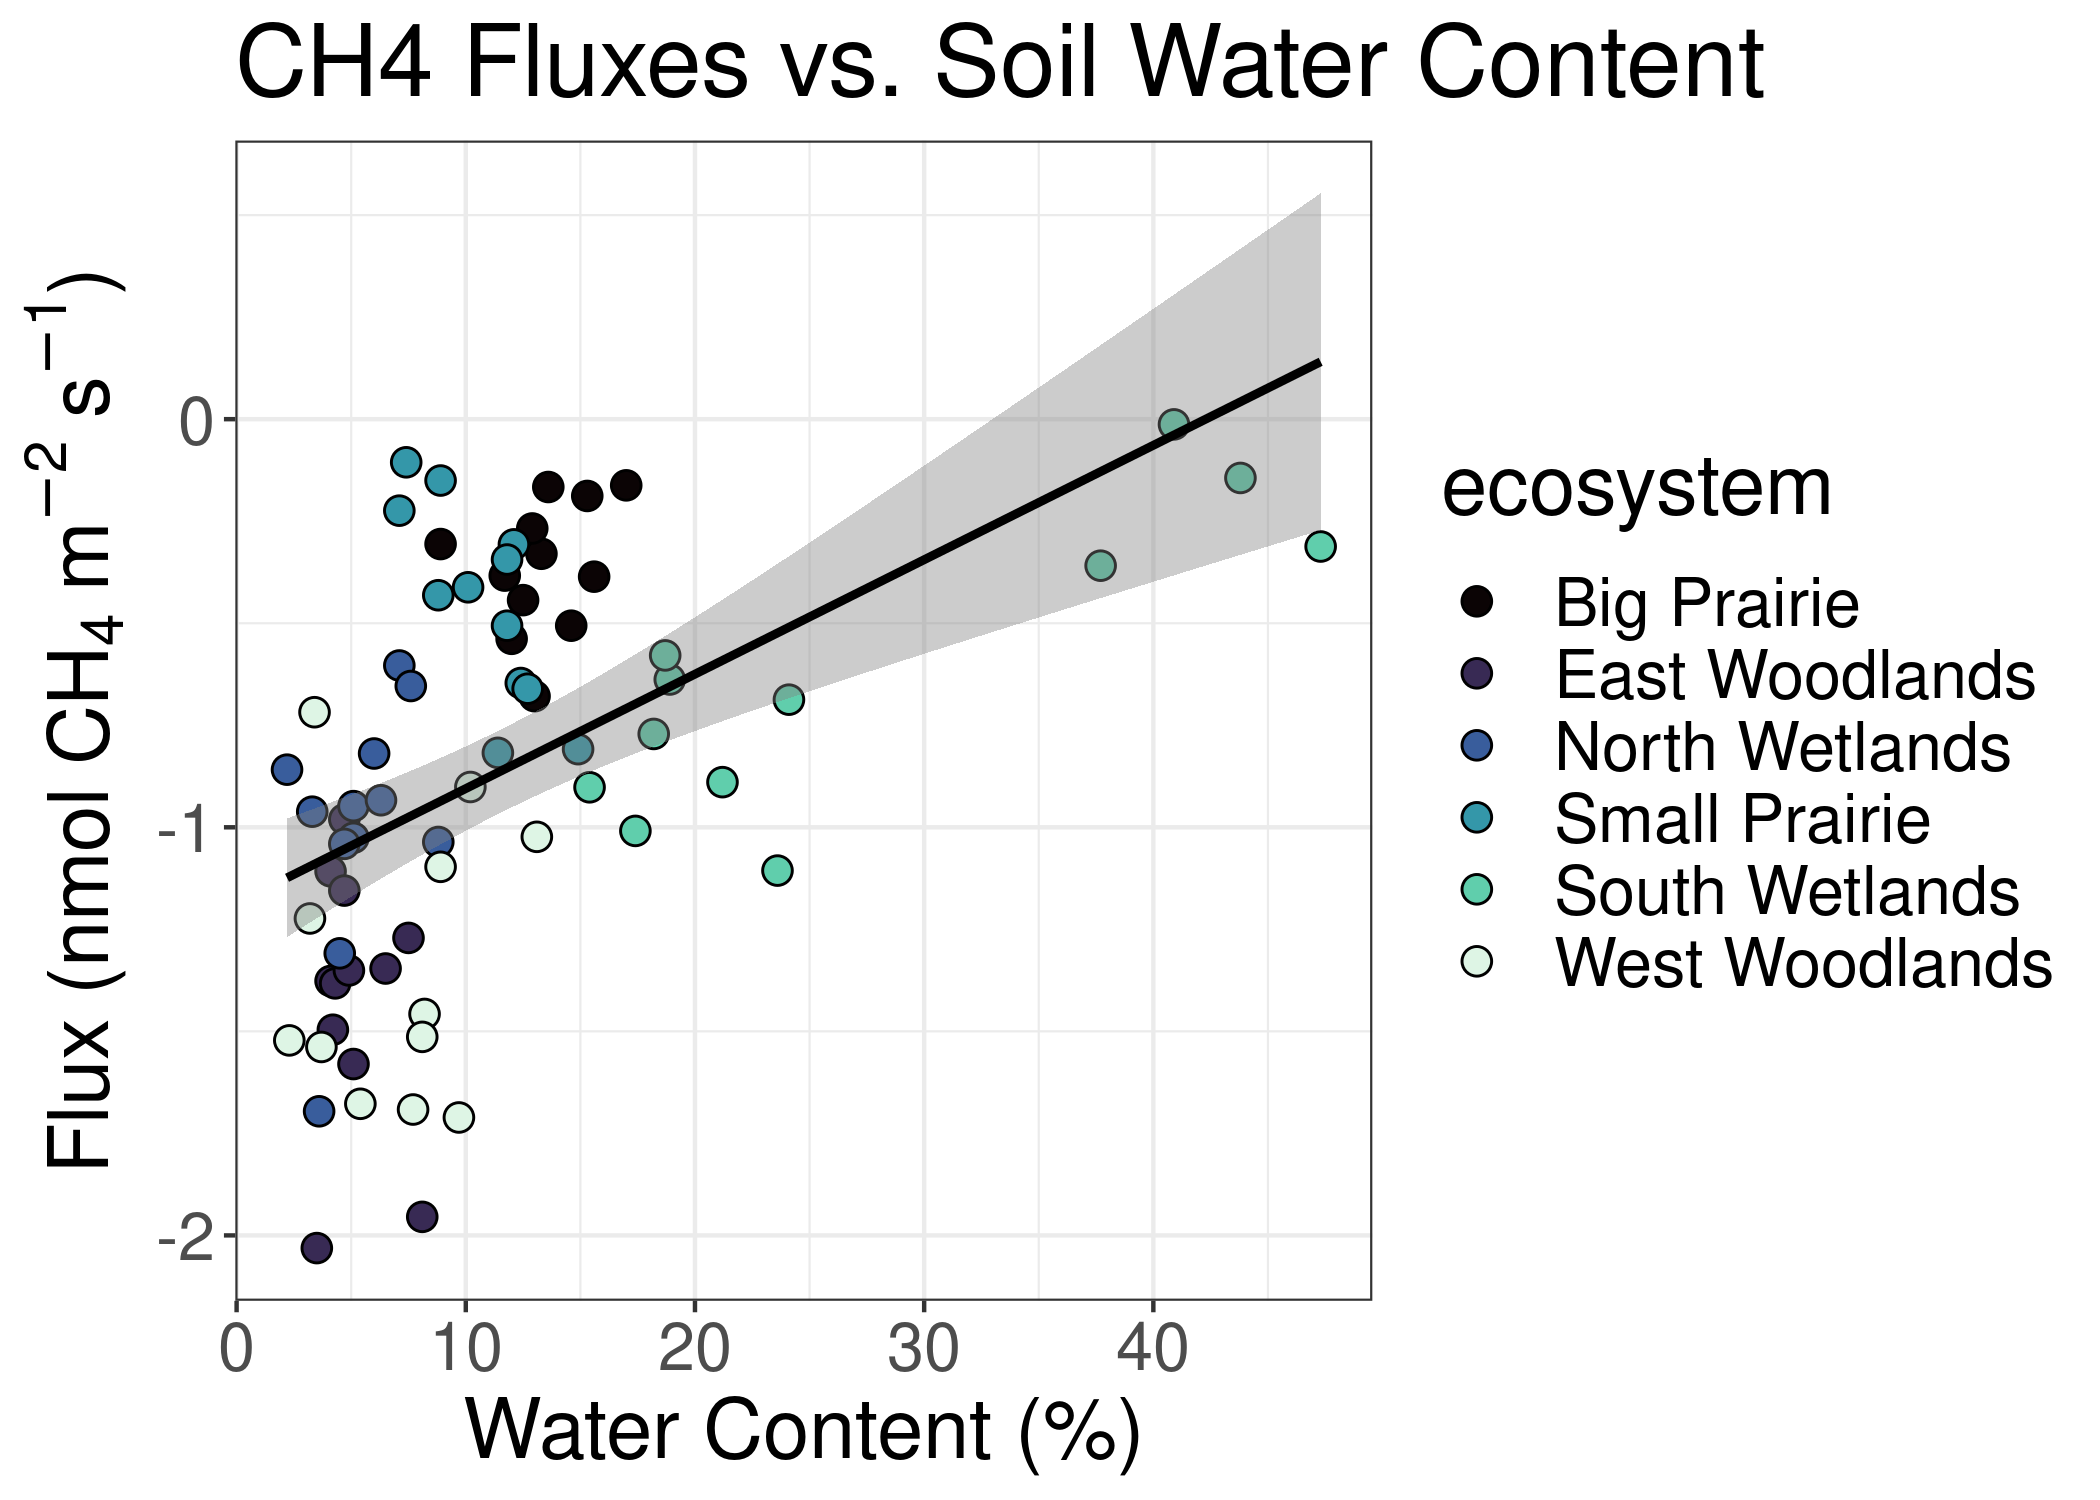 CH4 Fluxes vs. Soil Water Content
Flux (nmol CH₄ m⁻² s⁻¹)
0
-1
-2
0 10 20 30 40
Water Content (%)
ecosystem
Big Prairie
East Woodlands
North Wetlands
Small Prairie
South Wetlands
West Woodlands